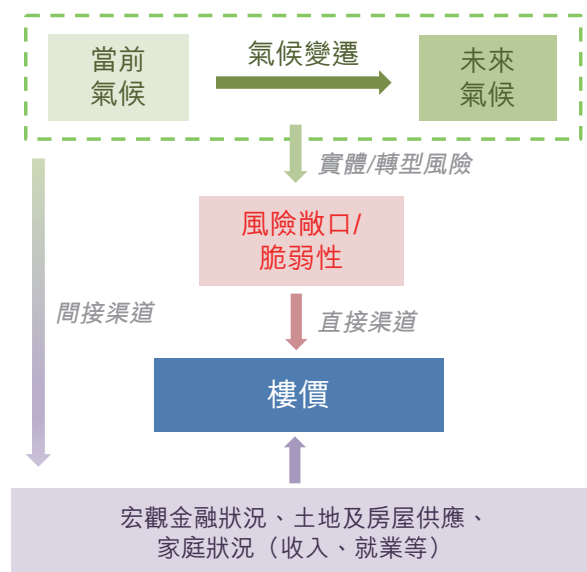 當前
氣候
氣候變遷
未來
氣候
實體/轉型風險
風險敞口/
脆弱性
間接渠道
直接渠道
樓價
宏觀金融狀況、土地及房屋供應、
家庭狀況（收入、就業等）